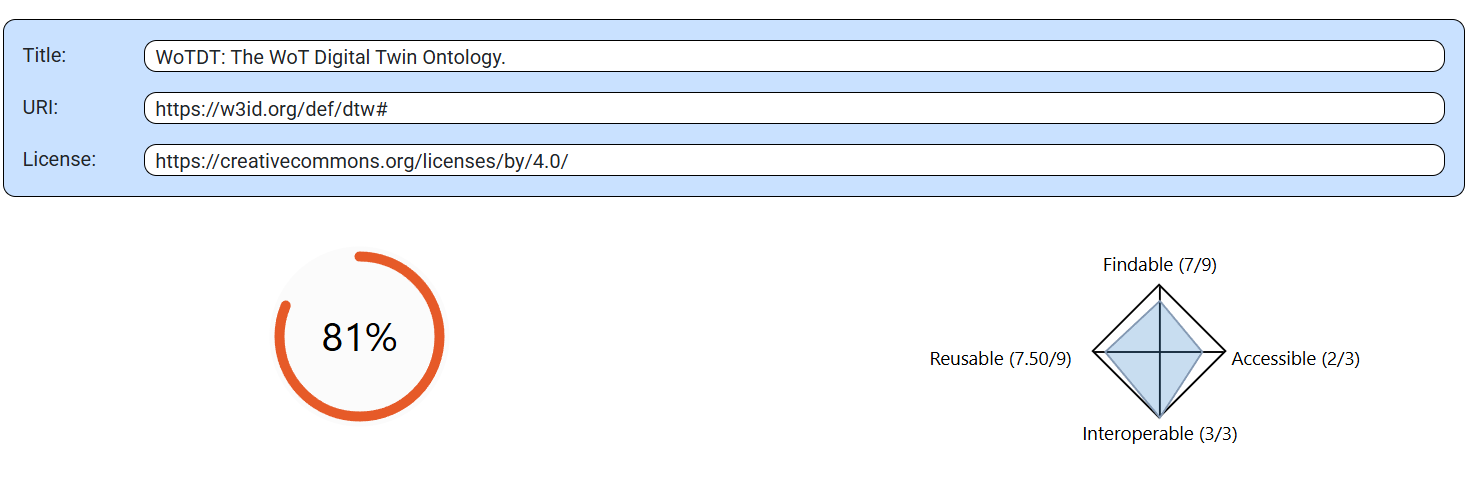 Title: WoTDT: The WoT Digital Twin Ontology.
URI: https://w3id.org/def/dtw#
License: https://creativecommons.org/licenses/by/4.0/
81%
Findable (7/9)
Reusable (7.50/9)
Accessible (2/3)
Interoperable (3/3)